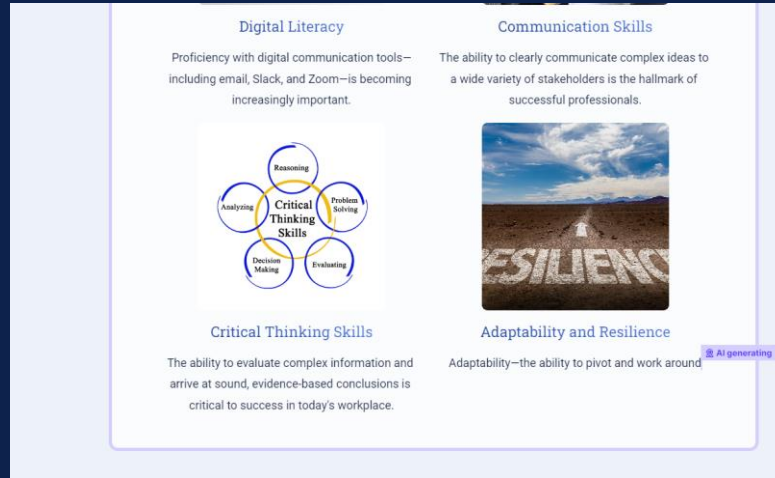 Digital Literacy
Proficiency with digital communication tools—
including email, Slack, and Zoom—is becoming
increasingly important.
Communication Skills
The ability to clearly communicate complex ideas to
a wide variety of stakeholders is the hallmark of
successful professionals.
Reasoning
Analyzing
Critical
Thinking
Skills
Problem
Solving
Decision
Making
Evaluating
Critical Thinking Skills
The ability to evaluate complex information and
arrive at sound, evidence-based conclusions is
critical to success in today's workplace.
ESILIENC
Adaptability and Resilience
Adaptability—the ability to pivot and work around
AI generating